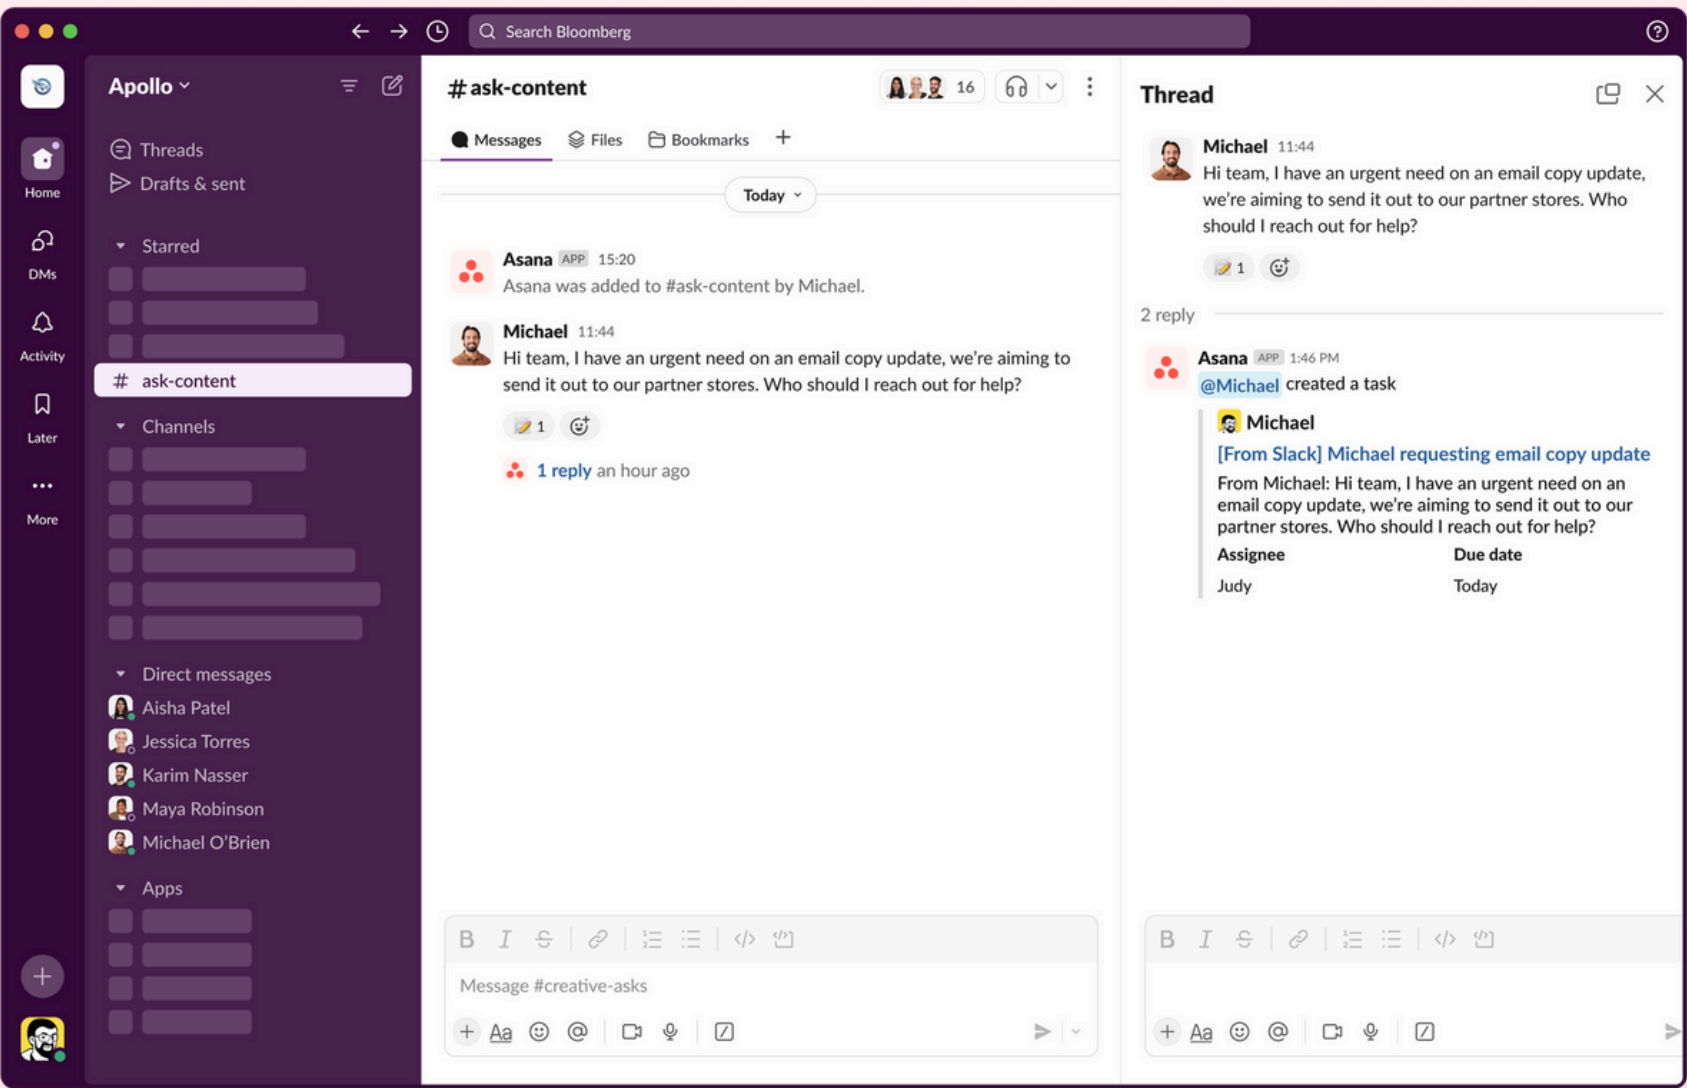 Search Bloomberg
Apollo
Threads
Drafts & sent
Home
DMs
Activity
Later
More
Starred
# ask-content
Channels
Direct messages
Aisha Patel
Jessica Torres
Karim Nasser
Maya Robinson
Michael O'Brien
Apps
# ask-content
16
Messages Files Bookmarks +
Today
Asana APP 15:20
Asana was added to #ask-content by Michael.
Michael 11:44
Hi team, I have an urgent need on an email copy update, we’re aiming to
send it out to our partner stores. Who should I reach out for help?
1
1 reply an hour ago
B I S
Message #creative-asks
+ Aa @
Thread
Michael 11:44
Hi team, I have an urgent need on an email copy update,
we’re aiming to send it out to our partner stores. Who
should I reach out for help?
1
2 reply
Asana APP 1:46 PM
@Michael created a task
Michael
[From Slack] Michael requesting email copy update
From Michael: Hi team, I have an urgent need on an
email copy update, we’re aiming to send it out to our
partner stores. Who should I reach out for help?
Assignee Due date
Judy Today
B I S
+ Aa @